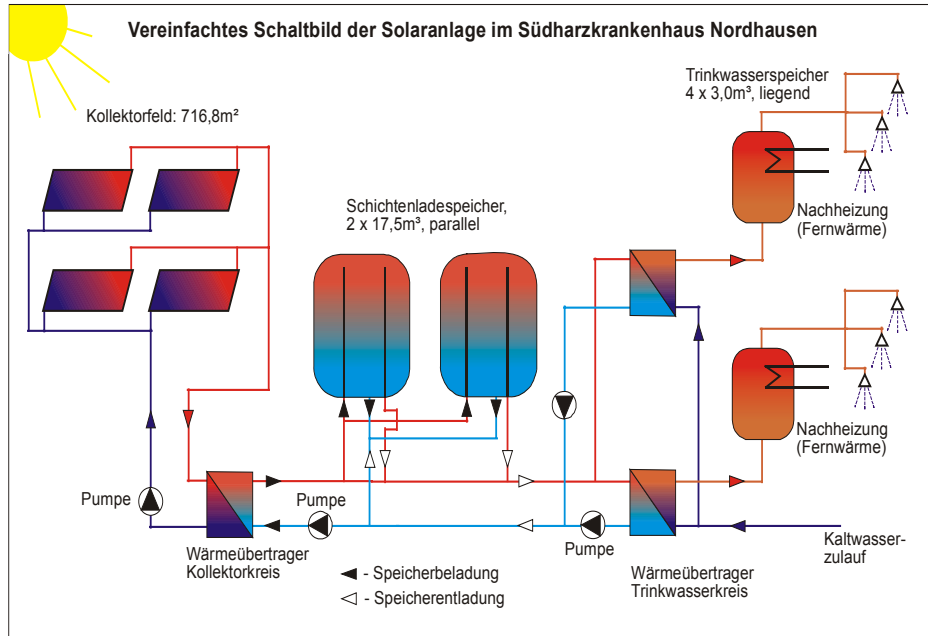 Vereinfachtes Schaltbild der Solaranlage im Südharzkrankenhaus Nordhausen
Kollektorfeld: 716,8m²
Trinkwasserspeicher
4 x 3,0m³, liegend
Schichtenladespeicher,
2 x 17,5m³, parallel
Nachheizung
(Fernwärme)
Nachheizung
(Fernwärme)
Pumpe
Pumpe
Pumpe
Kaltwasser-
zulauf
Wärmeübertrager
Kollektorkreis
Wärmeübertrager
Trinkwasserkreis
- Speicherbeladung
- Speicherentladung